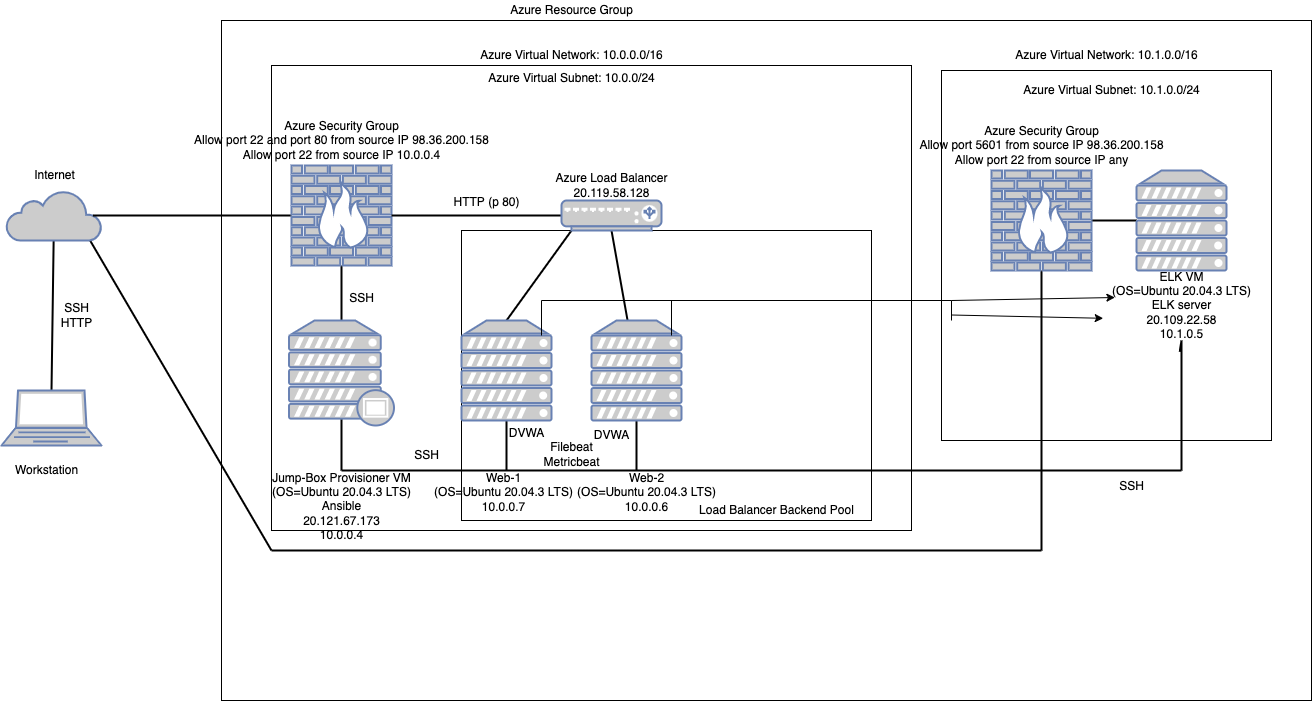 Azure Resource Group
Azure Virtual Network: 10.0.0.0/16
Azure Virtual Subnet: 10.0.0/24
Azure Virtual Network: 10.1.0.0/16
Azure Virtual Subnet: 10.1.0.0/24
Azure Security Group
Allow port 22 and port 80 from source IP 98.36.200.158
Allow port 22 from source IP 10.0.0.4
Azure Security Group
Allow port 5601 from source IP 98.36.200.158
Allow port 22 from source IP any
Internet
Azure Load Balancer
20.119.58.128
HTTP (p 80)
SSH
HTTP
SSH
ELK VM
(OS=Ubuntu 20.04.3 LTS)
ELK server
20.109.22.58
10.1.0.5
Workstation
DVWA
DVWA
Filebeat
Metricbeat
SSH
Jump-Box Provisioner VM
(OS=Ubuntu 20.04.3 LTS)
Ansible
20.121.67.173
10.0.0.4
Web-1
(OS=Ubuntu 20.04.3 LTS)
10.0.0.7
Web-2
(OS=Ubuntu 20.04.3 LTS)
10.0.0.6
Load Balancer Backend Pool
SSH